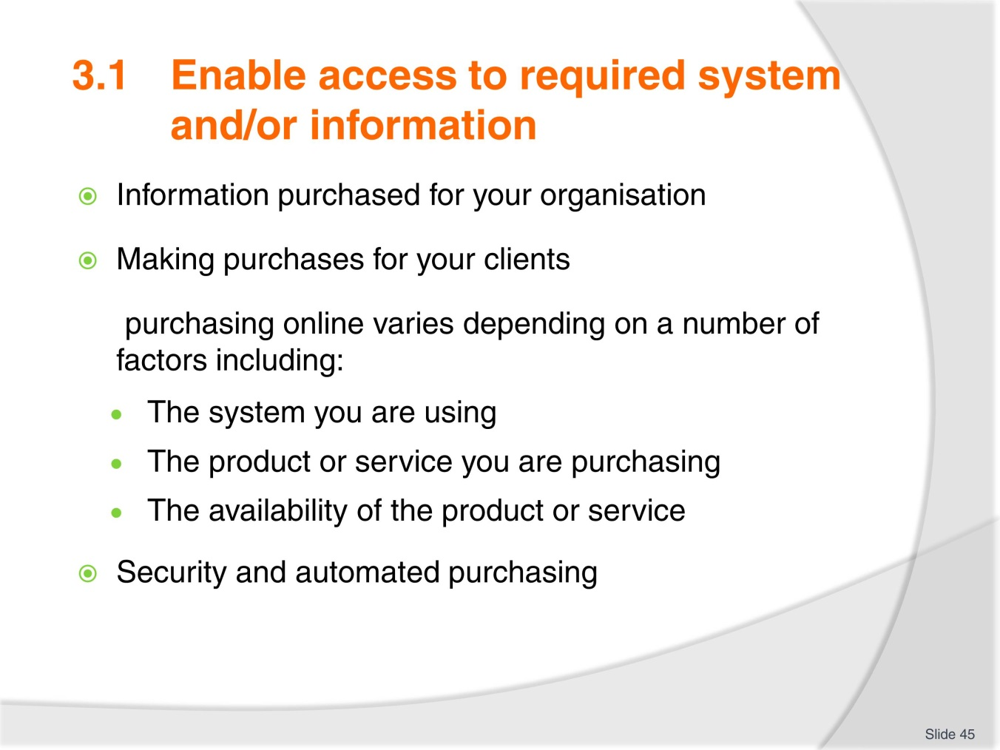 3.1 Enable access to required system
and/or information
Information purchased for your organisation
Making purchases for your clients
purchasing online varies depending on a number of
factors including:
The system you are using
The product or service you are purchasing
The availability of the product or service
Security and automated purchasing
Slide 45